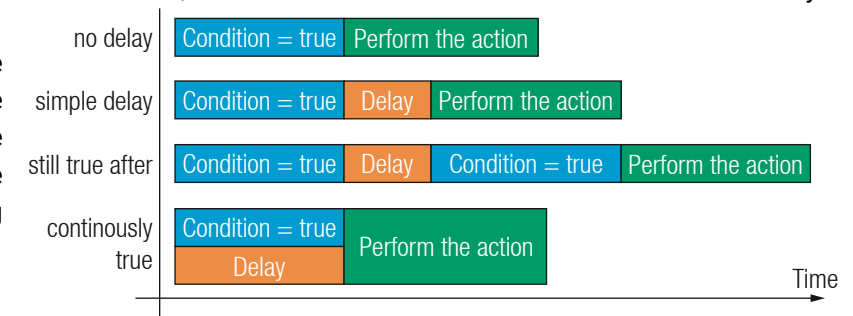 no delay Condition = true Perform the action
simple delay Condition = true Delay Perform the action
still true after Condition = true Delay Condition = true Perform the action
continously true Condition = true Delay Perform the action
Time